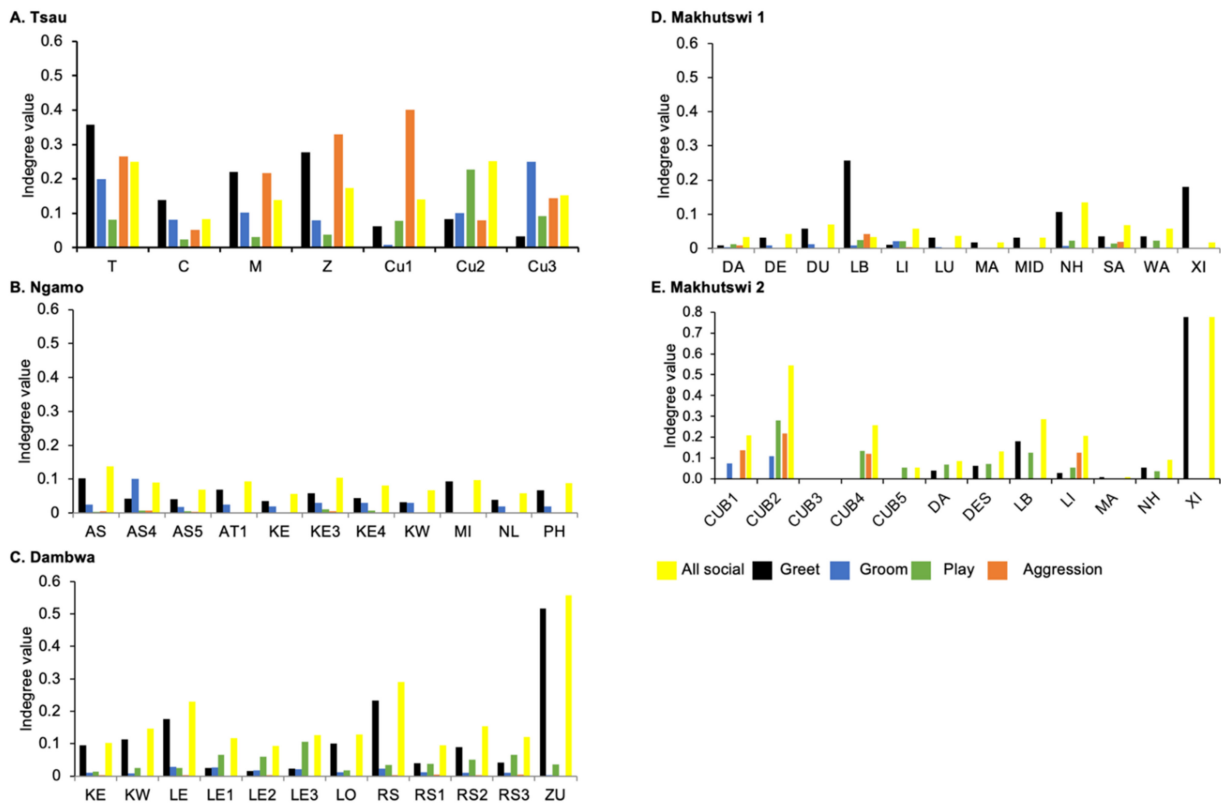 A. Tsau
0.6
0.5
0.4
0.3
0.2
0.1
0
Indegree value
T C M Z Cu1 Cu2 Cu3
B. Ngamo
0.6
0.5
0.4
0.3
0.2
0.1
0
Indegree value
AS AS4 AS5 AT1 KE KE3 KE4 KW MI NL PH
C. Dambwa
0.6
0.5
0.4
0.3
0.2
0.1
0
Indegree value
KE KW LE LE1 LE2 LE3 LO RS RS1 RS2 RS3 ZU
D. Makhutswi 1
0.6
0.5
0.4
0.3
0.2
0.1
0
Indegree value
DA DE DU LB LI LU MA MID NH SA WA XI
E. Makhutswi 2
0.8
0.7
0.6
0.5
0.4
0.3
0.2
0.1
0.0
Indegree value
CUB1 CUB2 CUB3 CUB4 CUB5 DA DES LB LI MA NH XI
All social Greet Groom Play Aggression